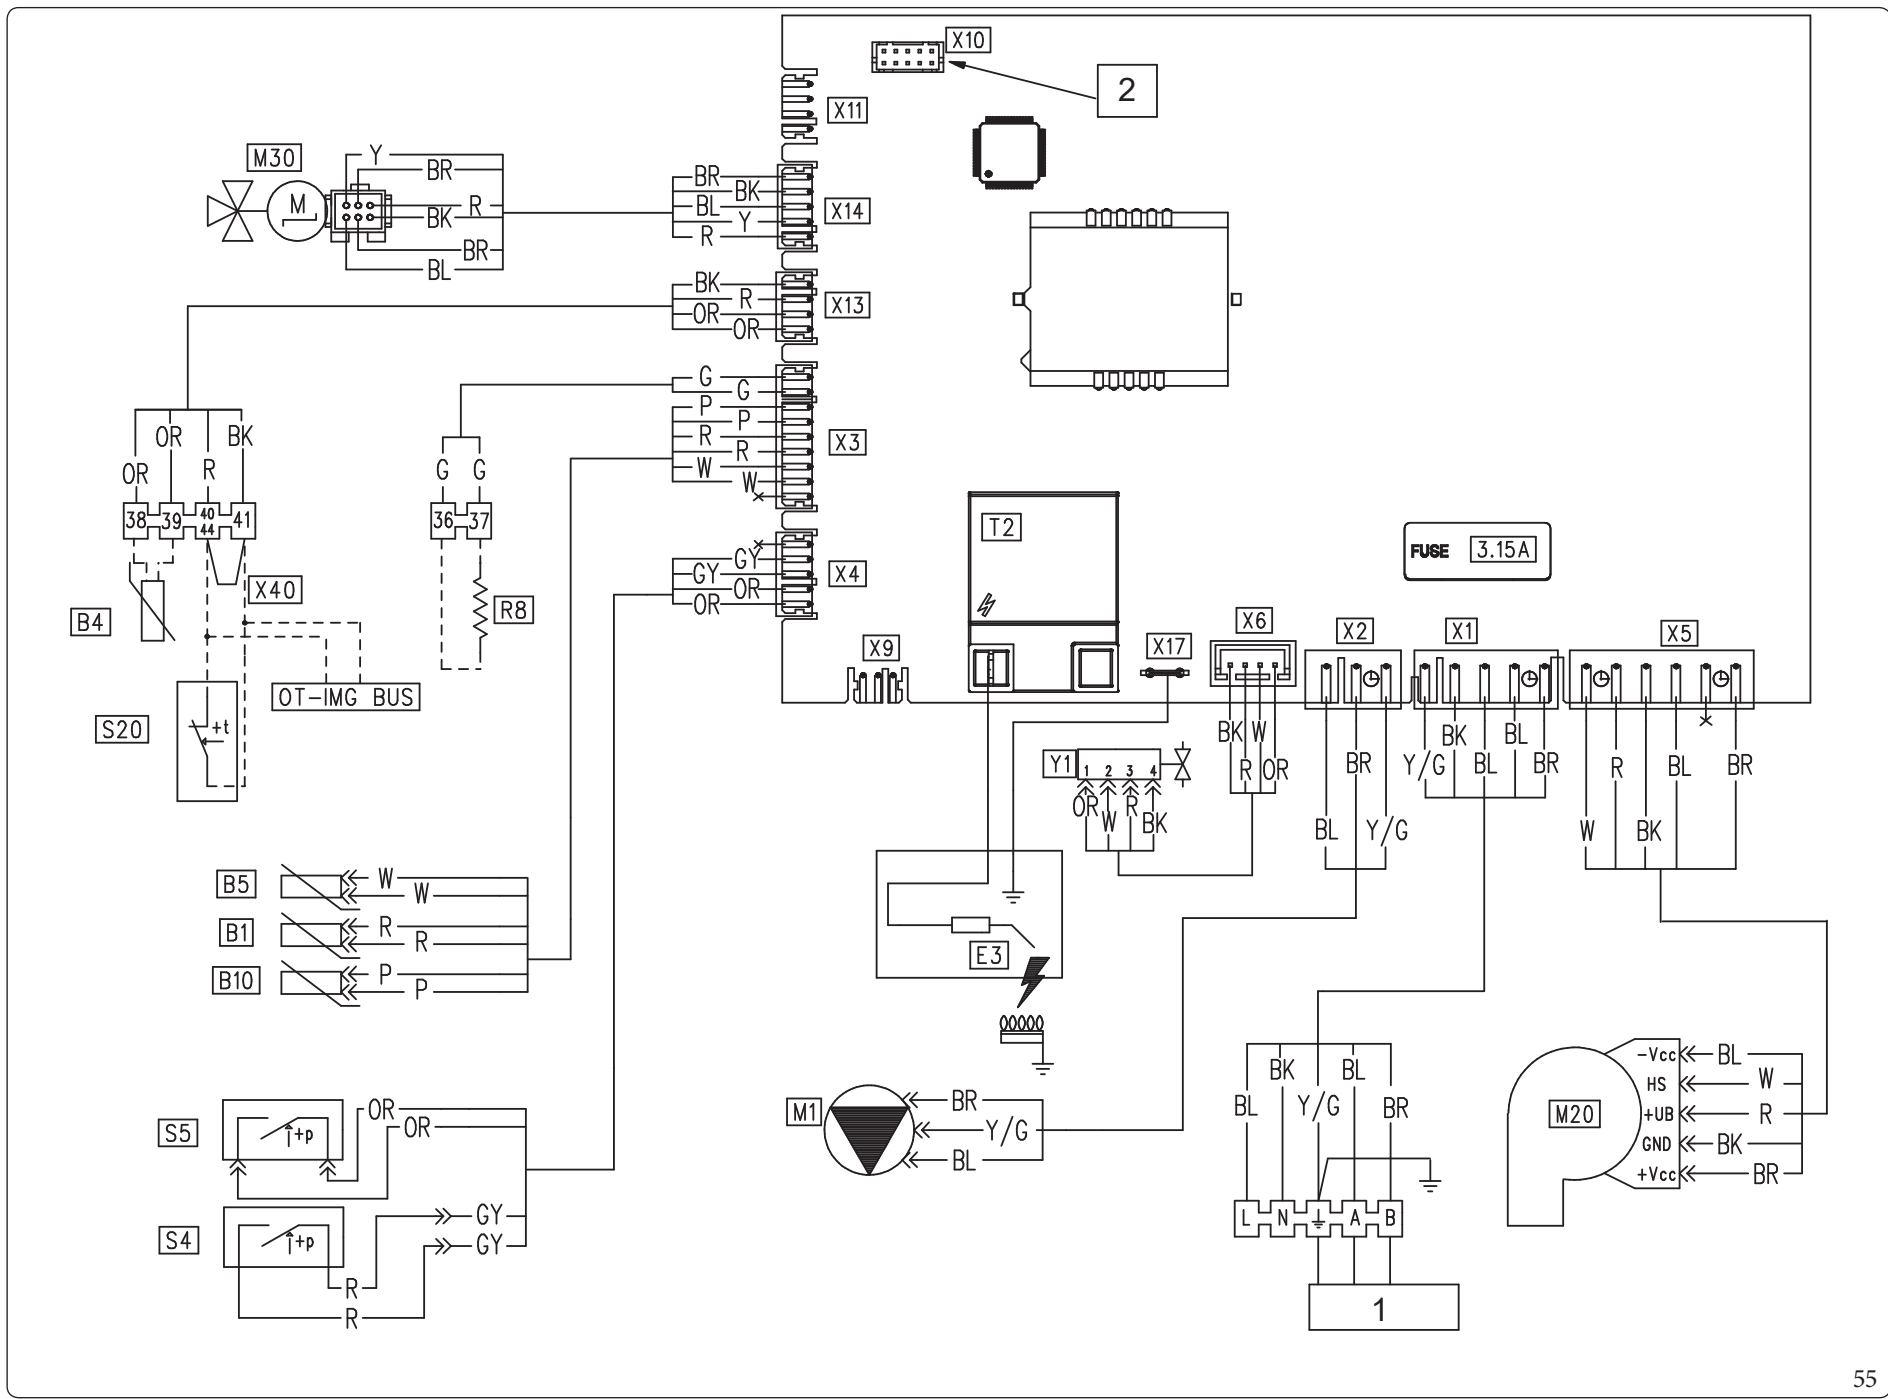 X10
2
X11
M30
Y
BR
M
R
BK
BR
BL
BR
BK
BL
Y
R
X14
BK
R
OR
OR
X13
G
G
P
P
R
R
W
W
X3
GY
GY
OR
OR
X4
OR
OR
R
BK
38 39 40 44 41
X40
B4
G G
36 37
R8
OT-IMG BUS
S20
+t
T2
FUSE 3.15A
X9
X17
X6
X2
X1
X5
BK R W OR
Y1
1 2 3 4
OR W R BK
BL BR Y/G
Y/G BK BL BL BR
W R BK BL BR
B5
W
W
B1
R
R
B10
P
P
E3
S5
+p
OR
OR
S4
+p
GY
GY
R
R
M1
BR
Y/G
BL
BL BK Y/G BL BR
L N A B
1
M20
-Vcc BL
HS W
+UB R
GND BK
+Vcc BR
55